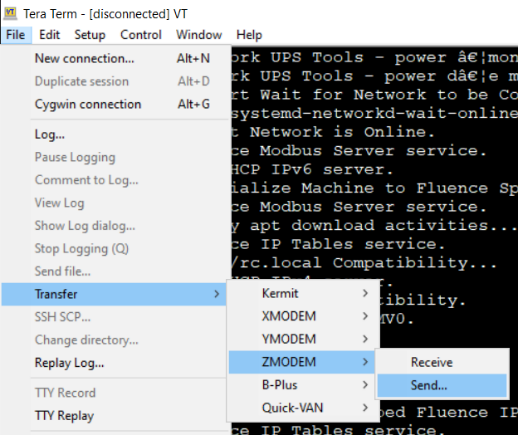 Tera Term - [disconnected] VT
File Edit Setup Control Window Help
New connection... Alt+N
Duplicate session Alt+D
Cygwin connection Alt+G
Log...
Pause Logging
Comment to Log...
View Log
Show Log dialog...
Stop Logging (Q)
Send file...
Transfer >
SSH SCP...
Change directory...
Replay Log...
TTY Record
TTY Replay
Kermit >
XMODEM >
YMODEM >
ZMODEM >
B-Plus >
Quick-VAN >
Receive
Send...
rk UPS Tools - power â€¦mon
rk UPS Tools - power dâ€¦e m
rt Wait for Network to be Co
systemd-networkd-wait-online
t Network is Online.
ce Modbus Server service.
HCP IPv6 server.
ialize Machine to Fluence Sp
ce Modbus Server service.
y apt download activities...
ce IP Tables service.
/rc.local Compatibility...
tibility.
MV0.
ped Fluence IP
ce IP Tables service.